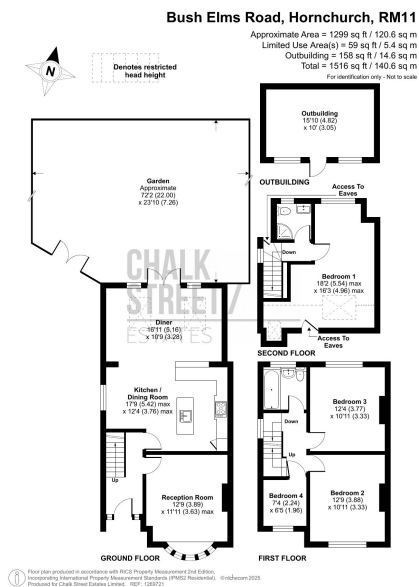 Bush Elms Road, Hornchurch, RM11
Approximate Area = 1299 sq ft / 120.6 sq m
Limited Use Area(s) = 59 sq ft / 5.4 sq m
Outbuilding = 158 sq ft / 14.6 sq m
Total = 1516 sq ft / 140.6 sq m
For identification only - Not to scale
N
Denotes restricted
head height
Outbuilding
15'10 (4.82)
x 10' (3.05)
OUTBUILDING
Garden
Approximate
72'2 (22.00)
x 23'10 (7.26)
Access To
Eaves
Down
Bedroom 1
18'2 (5.54) max
x 16'3 (4.96) max
Access To
Eaves
SECOND FLOOR
CHALK
STREET
ESTATES
Diner
16'11 (5.16)
x 10'9 (3.28)
Kitchen /
Dining Room
17'9 (5.42) max
x 12'4 (3.76) max
Up
Reception Room
12'9 (3.89)
x 11'11 (3.63) max
GROUND FLOOR
Bedroom 3
12'4 (3.77)
x 10'11 (3.33)
Down
Up
Bedroom 4
7'4 (2.24)
x 6'5 (1.96)
Bedroom 2
12'9 (3.88)
x 10'11 (3.33)
FIRST FLOOR
Floor plan produced in accordance with RICS Property Measurement 2nd Edition,
Incorporating International Property Measurement Standards (IPMS2 Residential). ©nichecom 2025.
Produced for Chalk Street Estates Limited. REF: 1269721